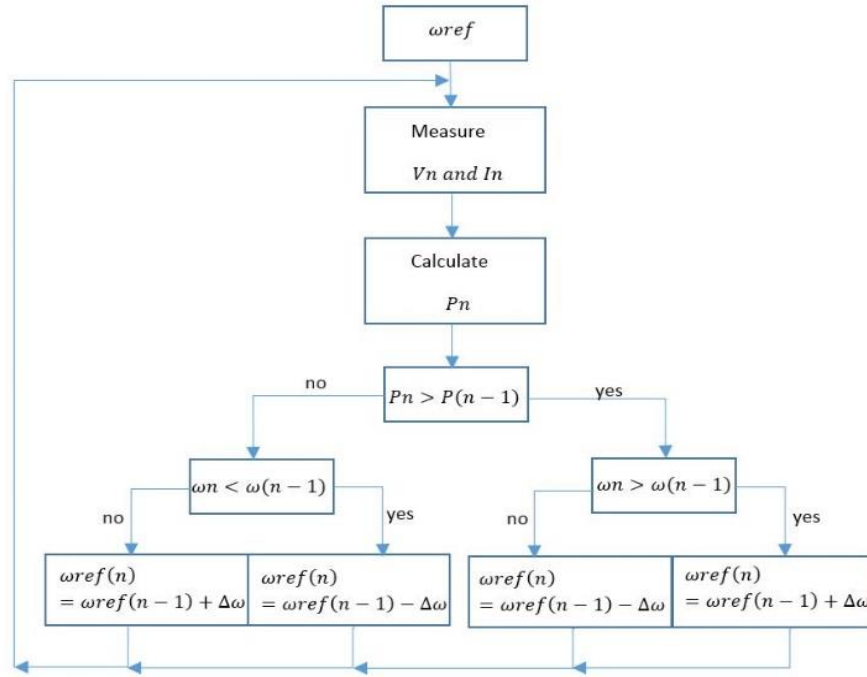 ωref
Measure
Vn and In
Calculate
Pn
no
Pn > P(n − 1)
yes
ωn < ω(n − 1)
ωn > ω(n − 1)
no
yes
no
yes
ωref(n)
= ωref(n − 1) + Δω
ωref(n)
= ωref(n − 1) − Δω
ωref(n)
= ωref(n − 1) − Δω
ωref(n)
= ωref(n − 1) + Δω